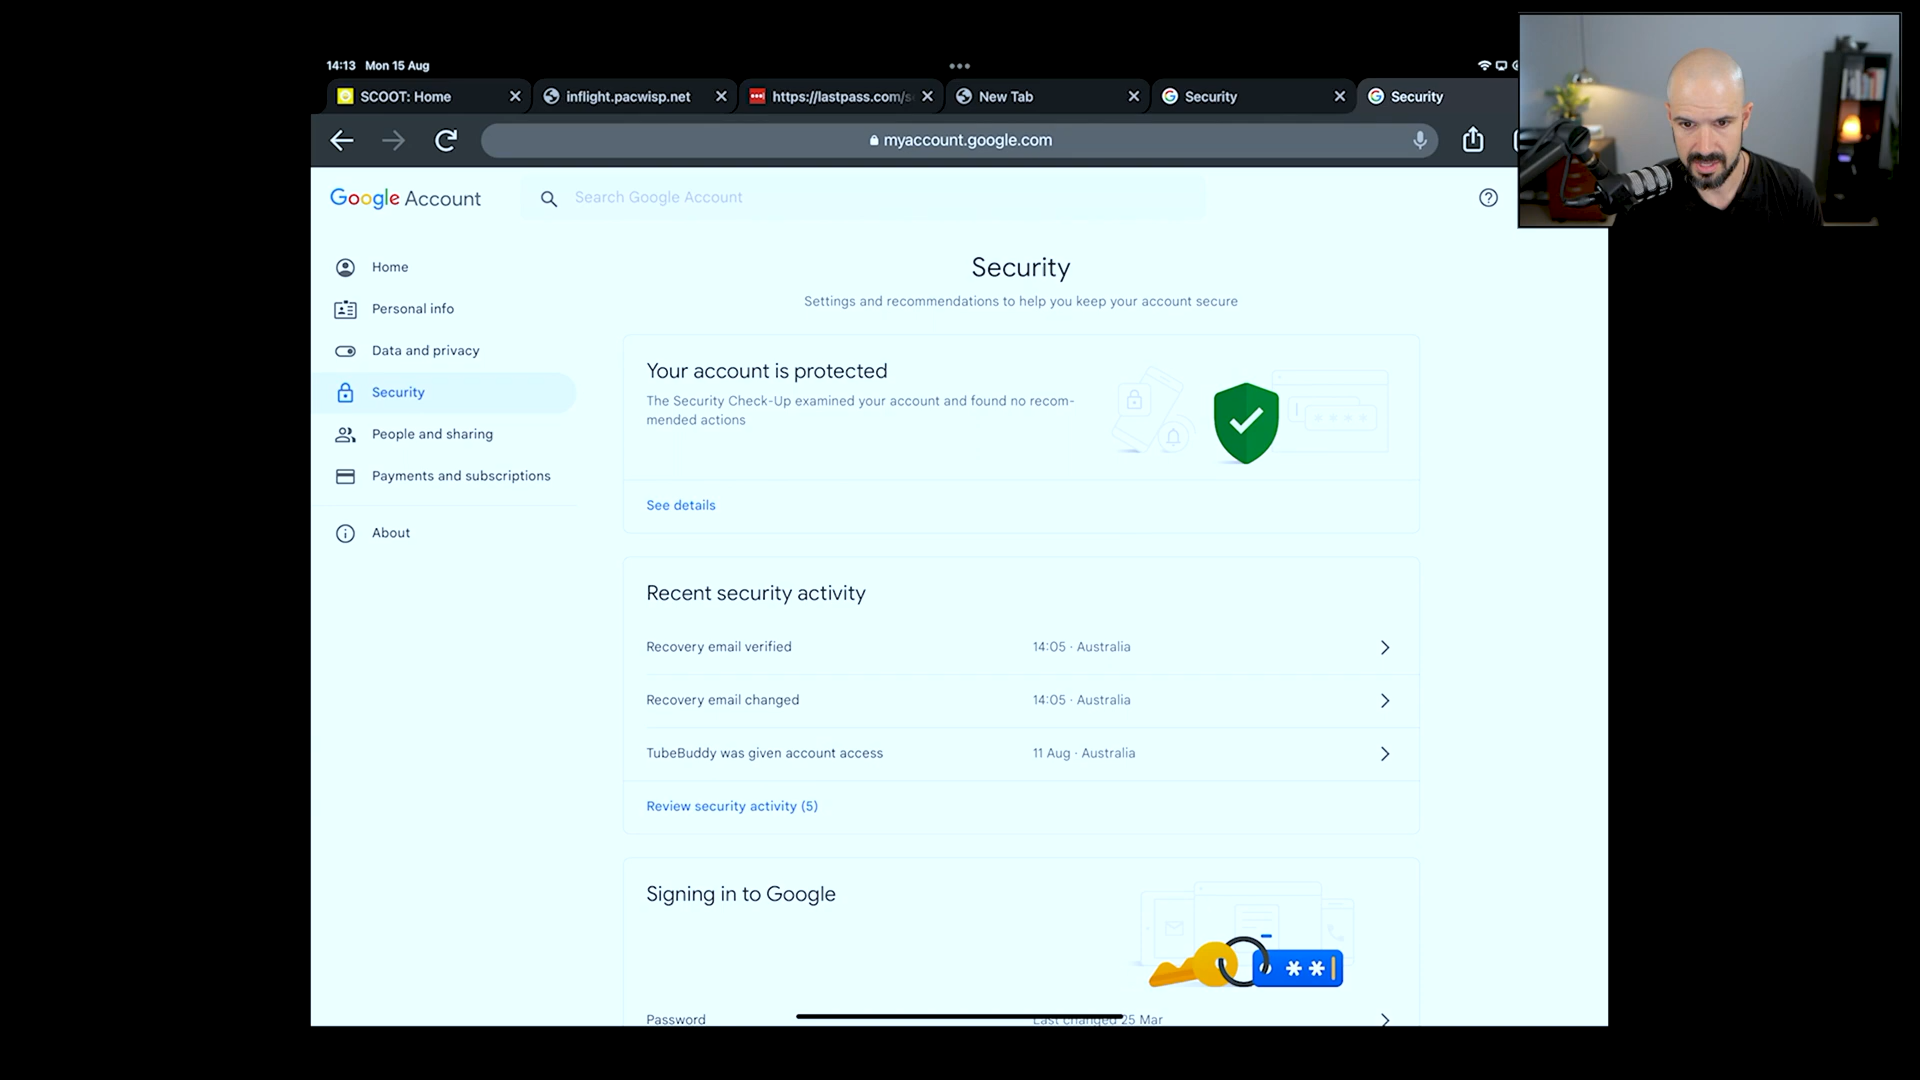 14:13 Mon 15 Aug
SCOOT: Home
inflight.pacwisp.net
https://lastpass.com/s
New Tab
Security
Security
myaccount.google.com
Google Account
Search Google Account
Home
Personal info
Data and privacy
Security
People and sharing
Payments and subscriptions
About
Security
Settings and recommendations to help you keep your account secure
Your account is protected
The Security Check-Up examined your account and found no recom-
mended actions
See details
Recent security activity
Recovery email verified 14:05 · Australia
Recovery email changed 14:05 · Australia
TubeBuddy was given account access 11 Aug · Australia
Review security activity (5)
Signing in to Google
Password Last changed 25 Mar